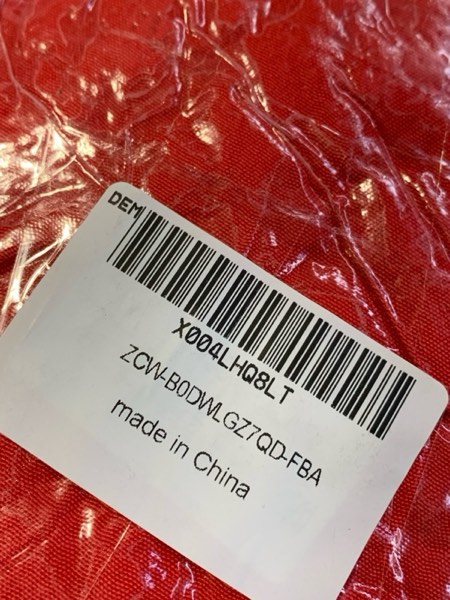 DEM
X004LHQ8LT
ZCW-B0DWLGZ7QD-FBA
made in China